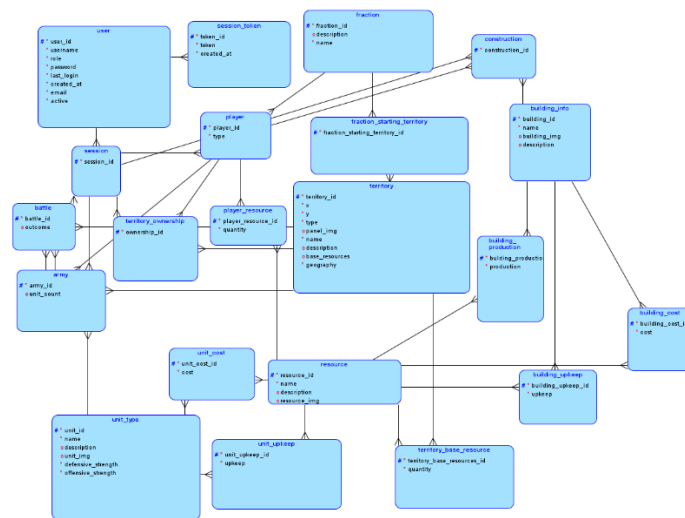 user
# * user_id
* username
* role
* password
* last_login
* created_at
* email
* active
session_token
# * token_id
* token
* created_at
fraction
# * fraction_id
o description
* name
construction
# * construction_id
player
# * player_id
* type
fraction_starting_territory
# * fraction_starting_territory_id
building_info
# * building_id
* name
o building_img
o description
session
# * session_id
battle
# * battle_id
o outcome
territory_ownership
# * ownership_id
player_resource
# * player_resource_id
* quantity
territory
# * territory_id
* x
* y
* type
o panel_img
* name
o description
o base_resources
* geography
building_
production
# * building_productio
* production
army
# * army_id
o unit_count
building_cost
# * building_cost_i
* cost
unit_cost
# * unit_cost_id
* cost
resource
# * resource_id
* name
o description
o resource_img
building_upkeep
# * building_upkeep_id
* upkeep
unit_type
# * unit_id
* name
o description
o unit_img
* defensive_strength
* offensive_strength
unit_upkeep
# * unit_upkeep_id
* upkeep
territory_base_resource
# * teritory_base_resources_id
* quantity